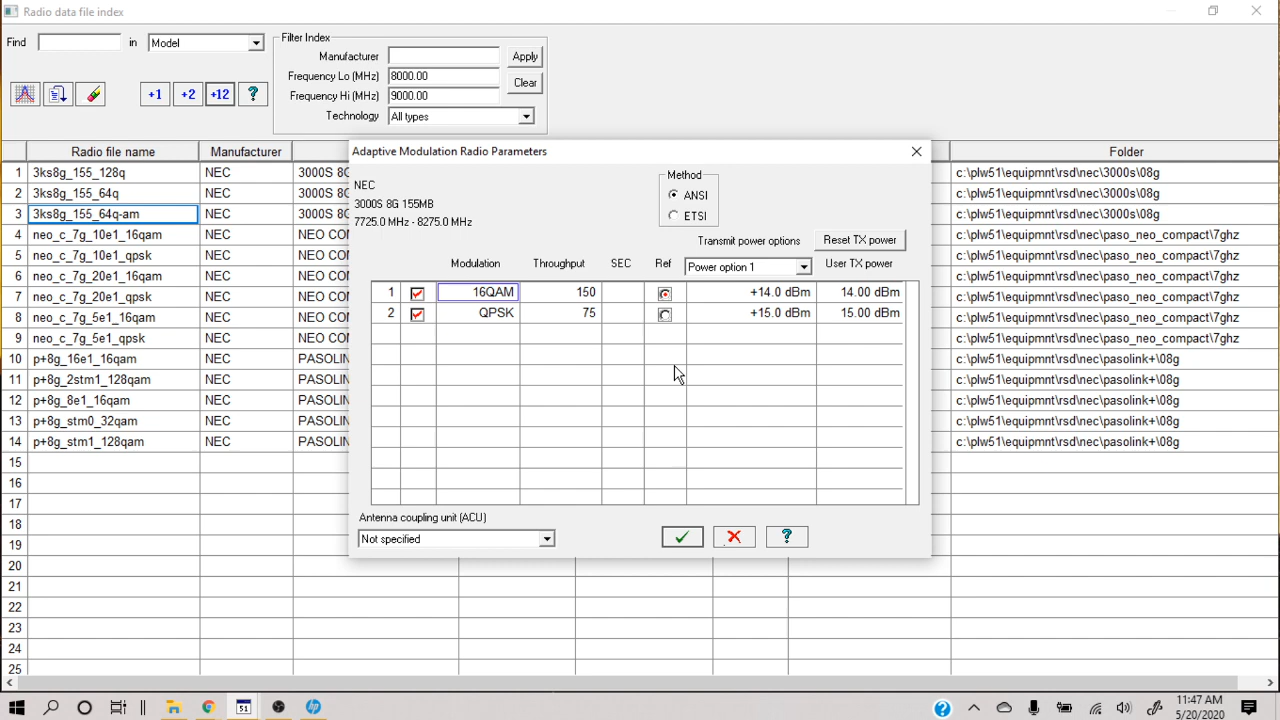 Radio data file index
Find in Model
Filter Index
Manufacturer Apply
Frequency Lo (MHz) 8000.00
Clear
Frequency Hi (MHz) 9000.00
Technology All types
+1 +2 +12 ?
Radio file name Manufacturer Folder
1 3ks8g_155_128q NEC 3000S 8G c:\plw51\equipmnt\rsd\nec\3000s\08g
2 3ks8g_155_64q NEC 3000S 8G c:\plw51\equipmnt\rsd\nec\3000s\08g
3 3ks8g_155_64q-am NEC 3000S 8G c:\plw51\equipmnt\rsd\nec\3000s\08g
4 neo_c_7g_10e1_16qam NEC NEO COM c:\plw51\equipmnt\rsd\nec\paso_neo_compact\7ghz
5 neo_c_7g_10e1_qpsk NEC NEO COM c:\plw51\equipmnt\rsd\nec\paso_neo_compact\7ghz
6 neo_c_7g_20e1_16qam NEC NEO COM c:\plw51\equipmnt\rsd\nec\paso_neo_compact\7ghz
7 neo_c_7g_20e1_qpsk NEC NEO COM c:\plw51\equipmnt\rsd\nec\paso_neo_compact\7ghz
8 neo_c_7g_5e1_16qam NEC NEO COM c:\plw51\equipmnt\rsd\nec\paso_neo_compact\7ghz
9 neo_c_7g_5e1_qpsk NEC NEO COM c:\plw51\equipmnt\rsd\nec\paso_neo_compact\7ghz
10 p+8g_16e1_16qam NEC PASOLIN c:\plw51\equipmnt\rsd\nec\pasolink+\08g
11 p+8g_2stm1_128qam NEC PASOLIN c:\plw51\equipmnt\rsd\nec\pasolink+\08g
12 p+8g_8e1_16qam NEC PASOLIN c:\plw51\equipmnt\rsd\nec\pasolink+\08g
13 p+8g_stm0_32qam NEC PASOLIN c:\plw51\equipmnt\rsd\nec\pasolink+\08g
14 p+8g_stm1_128qam NEC PASOLIN c:\plw51\equipmnt\rsd\nec\pasolink+\08g
15
16
17
18
19
20
21
22
23
24
25
Adaptive Modulation Radio Parameters
NEC
3000S 8G 155MB
7725.0 MHz - 8275.0 MHz
Method
ANSI
ETSI
Transmit power options Reset TX power
Modulation Throughput SEC Ref Power option 1 User TX power
1 16QAM 150 +14.0 dBm 14.00 dBm
2 QPSK 75 +15.0 dBm 15.00 dBm
Antenna coupling unit (ACU)
Not specified
?
51
hp
?
11:47 AM
5/20/2020